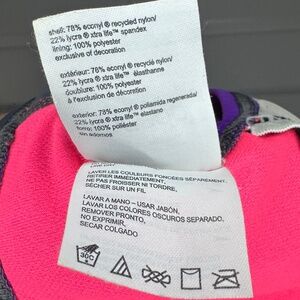 shell: 78% econyl ® recycled nylon/
22% lycra ® xtra life™ spandex
lining: 100% polyester
exclusive of decoration
extérieur: 78% econyl ® polyamide recyclé/
22% lycra ® xtra life™ élasthanne
doublure: 100% polyester
à l'exclusion de décoration
exterior: 78% econyl ® poliamida regenerada/
22% lycra ® xtra life™ elastano
forro: 100% poliéster
sin adornos
LAVER LES COULEURS FONCÉES SÉPARÉMENT,
RETIRER IMMÉDIATEMENT,
NE PAS FROISSER NI TORDRE,
SÉCHER SUR UN FIL
LAVAR A MANO - USAR JABÓN,
LAVAR LOS COLORES OSCUROS SEPARADO,
REMOVER PRONTO,
NO EXPRIMIR,
SECAR COLGADO
30C